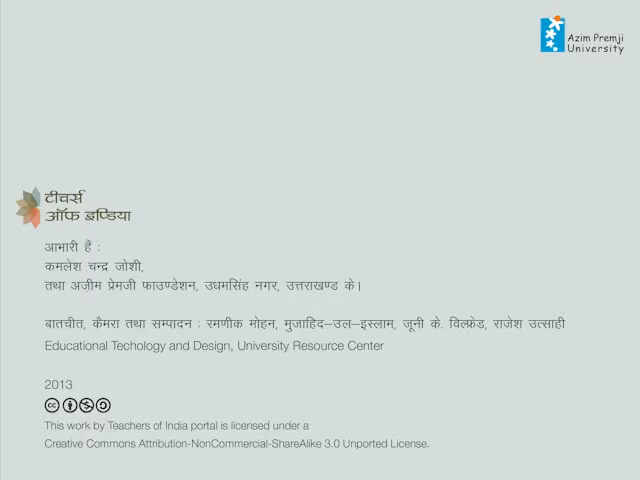 Azim Premji
University
टीचर्स
ऑफ इण्डिया
आभारी हैं :
कमलेश चन्द्र जोशी,
तथा अज़ीम प्रेमजी फाउण्डेशन, उधमसिंह नगर, उत्तराखण्ड के।
बातचीत, कैमरा तथा सम्पादन : रमणीक मोहन, मुजाहिद-उल-इस्लाम, जूनी के. विल्फ्रेड, राजेश उत्साही
Educational Techology and Design, University Resource Center
2013
This work by Teachers of India portal is licensed under a
Creative Commons Attribution-NonCommercial-ShareAlike 3.0 Unported License.